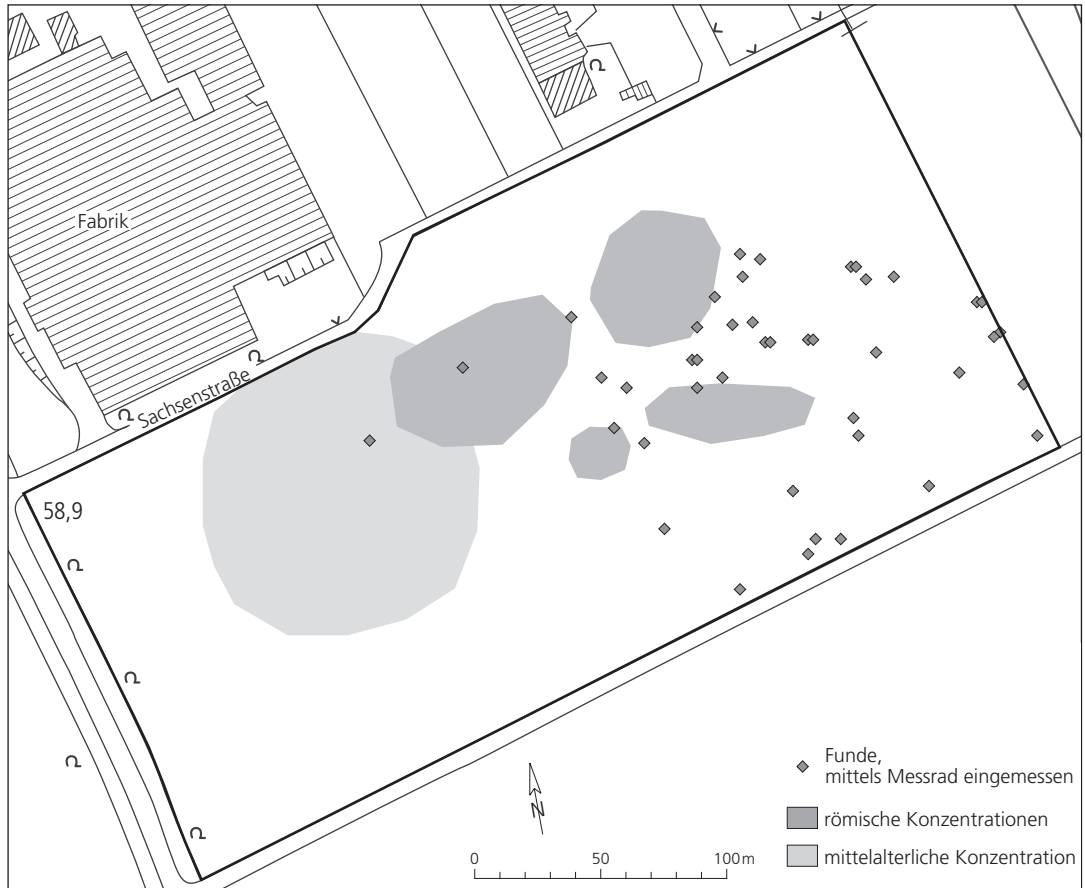 Fabrik
Sachsenstraße
58,9
Funde,
mittels Messrad eingemessen
römische Konzentrationen
mittelalterliche Konzentration
N
0 50 100 m